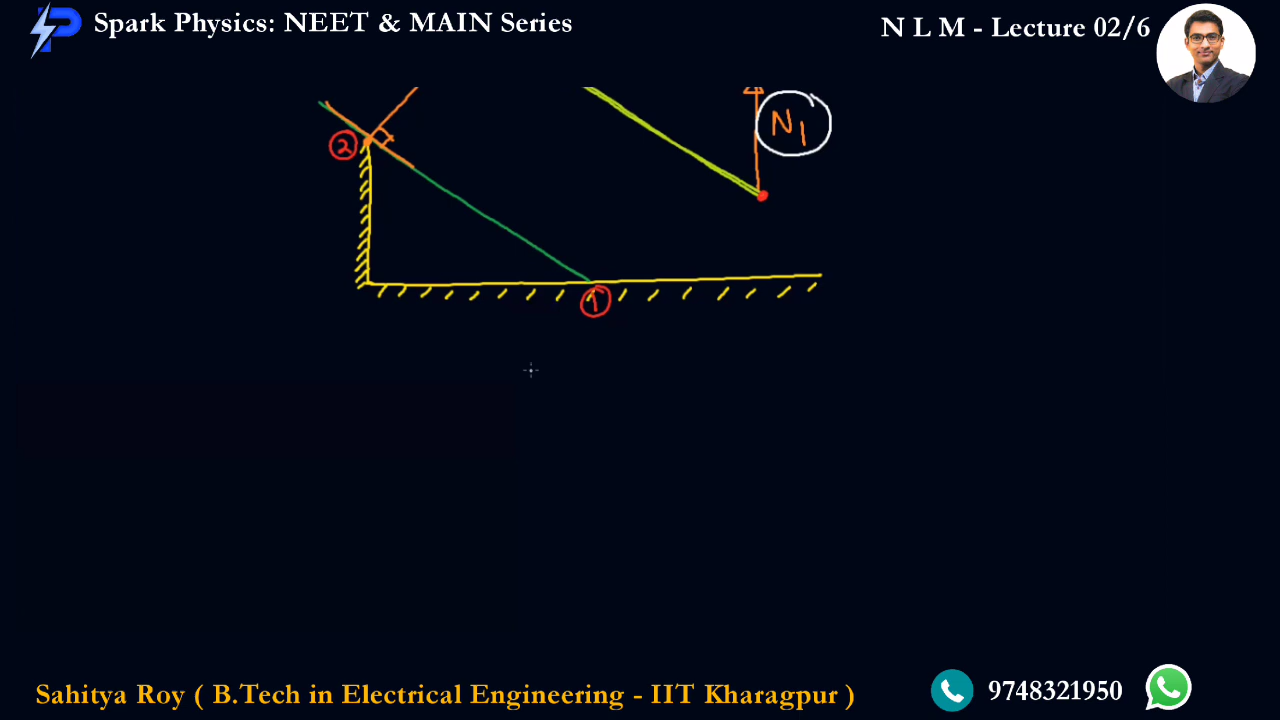 Spark Physics: NEET & MAIN Series
N L M - Lecture 02/6
N1
2
1
Sahitya Roy ( B.Tech in Electrical Engineering - IIT Kharagpur )
9748321950